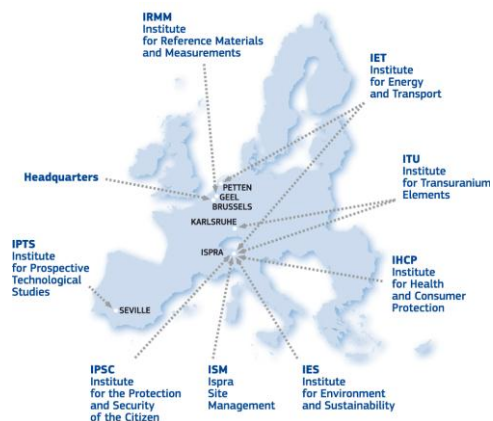 IRMM
Institute
for Reference Materials
and Measurements
IET
Institute
for Energy
and Transport
ITU
Institute
for Transuranium
Elements
Headquarters
PETTEN
GEEL
BRUSSELS
KARLSRUHE
ISPRA
IPTS
Institute
for Prospective
Technological
Studies
IHCP
Institute
for Health
and Consumer
Protection
SEVILLE
IPSC
Institute
for the Protection
and Security
of the Citizen
ISM
Ispra
Site
Management
IES
Institute
for Environment
and Sustainability